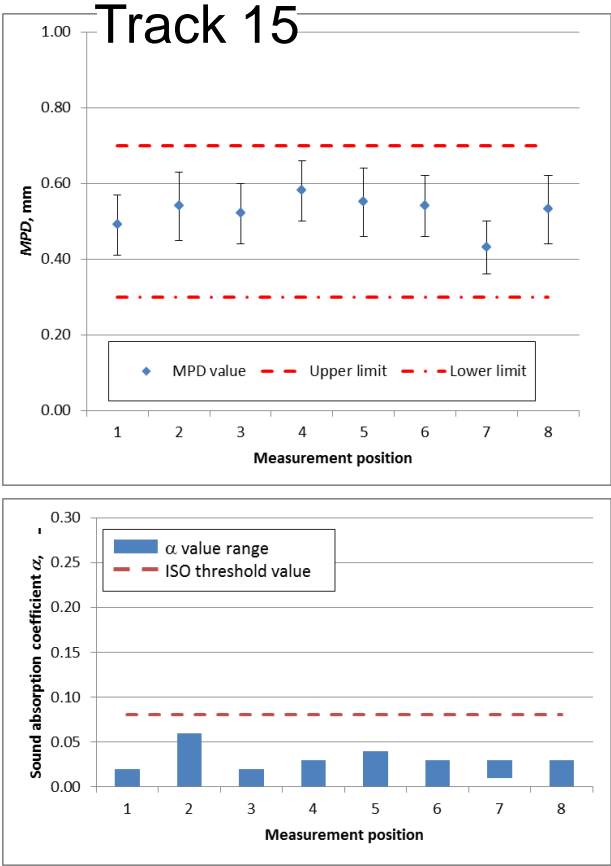 Track 15
1.00
0.80
0.60
0.40
0.20
0.00
MPD, mm
MPD value Upper limit Lower limit
1 2 3 4 5 6 7 8
Measurement position
0.30
0.25
0.20
0.15
0.10
0.05
0.00
Sound absorption coefficient α, -
α value range
ISO threshold value
1 2 3 4 5 6 7 8
Measurement position